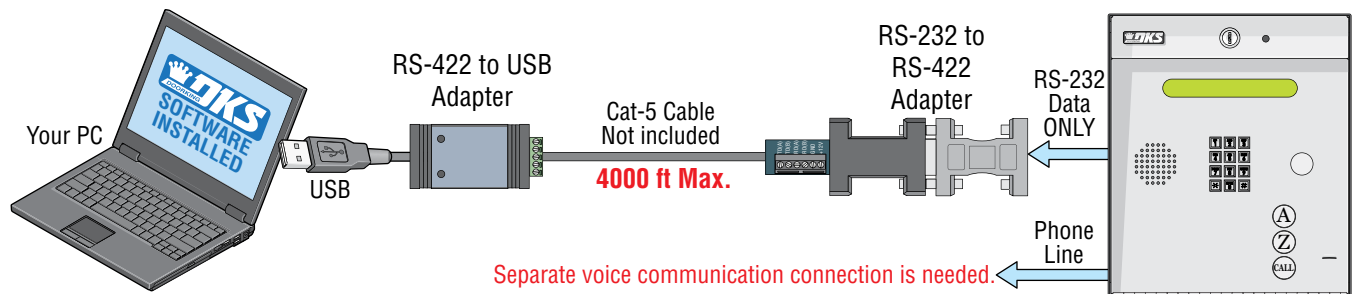 Your PC
DKS
DOORKING
SOFTWARE
INSTALLED
USB
RS-422 to USB
Adapter
Cat-5 Cable
Not included
4000 ft Max.
RS-232 to
RS-422
Adapter
RS-232
Data
ONLY
Phone
Line
Separate voice communication connection is needed.
DKS
A
Z
CALL